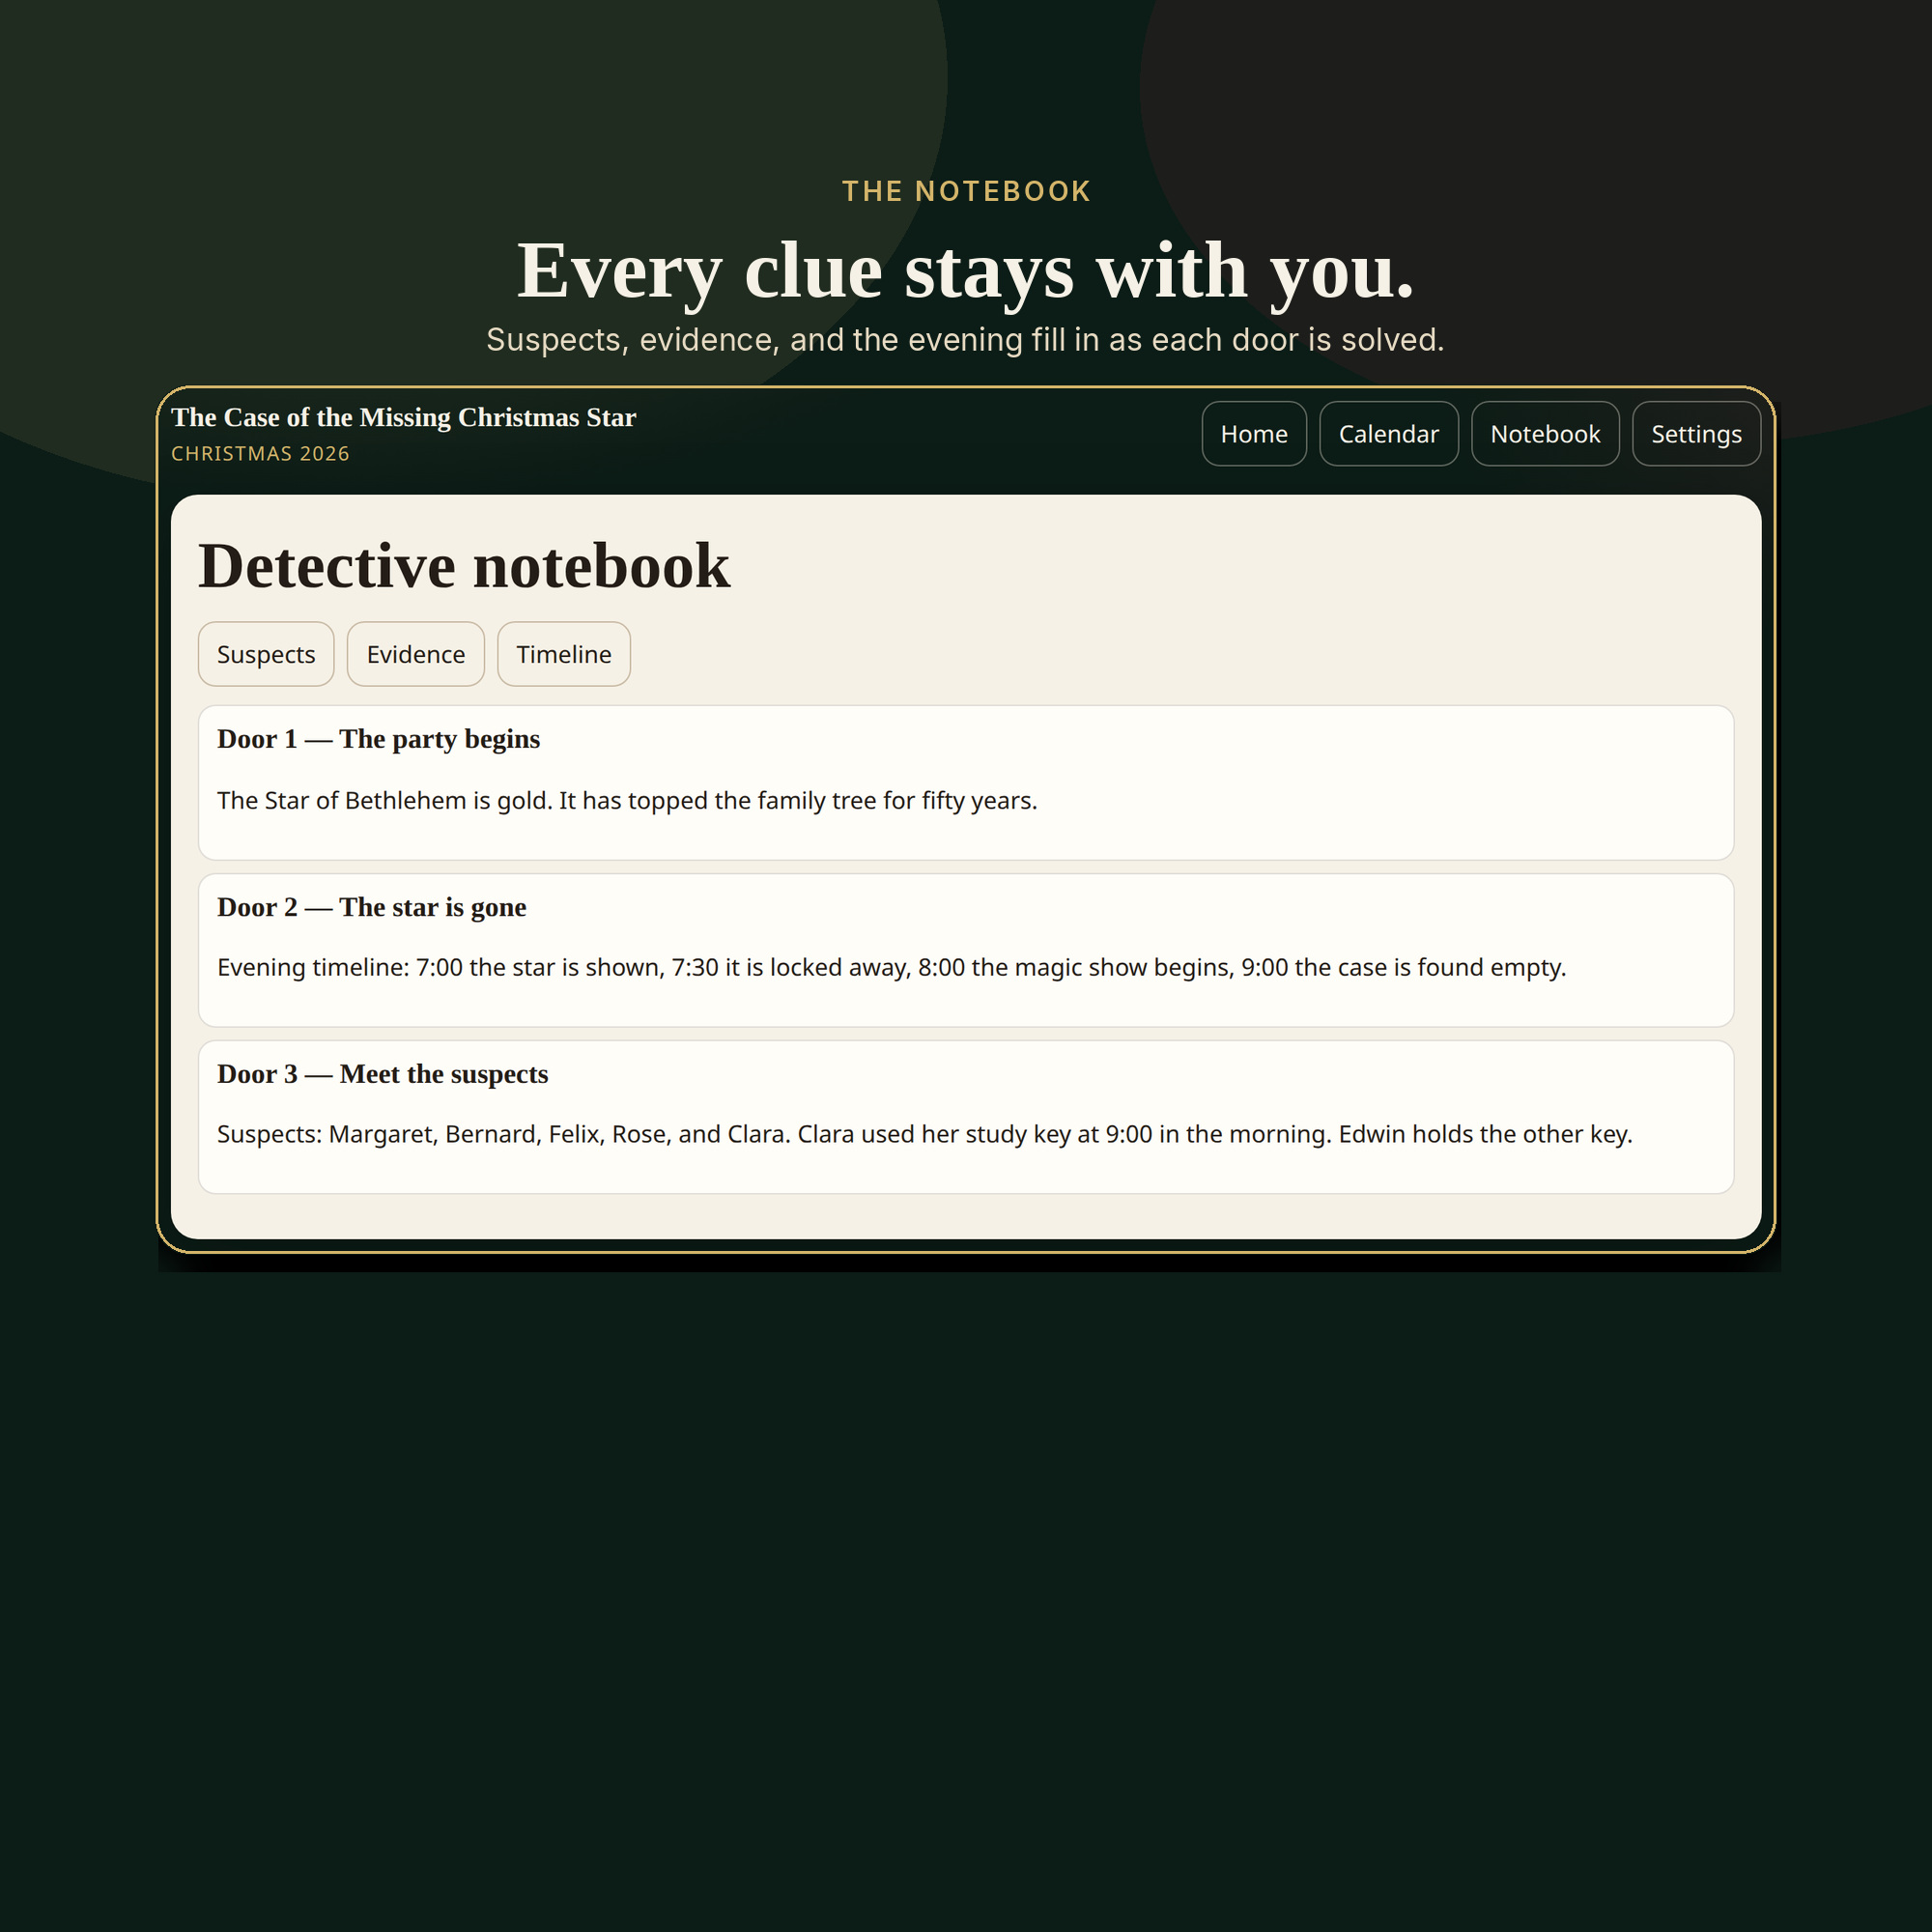 THE NOTEBOOK
Every clue stays with you.
Suspects, evidence, and the evening fill in as each door is solved.
The Case of the Missing Christmas Star
CHRISTMAS 2026
Home Calendar Notebook Settings
Detective notebook
Suspects Evidence Timeline
Door 1 — The party begins
The Star of Bethlehem is gold. It has topped the family tree for fifty years.
Door 2 — The star is gone
Evening timeline: 7:00 the star is shown, 7:30 it is locked away, 8:00 the magic show begins, 9:00 the case is found empty.
Door 3 — Meet the suspects
Suspects: Margaret, Bernard, Felix, Rose, and Clara. Clara used her study key at 9:00 in the morning. Edwin holds the other key.